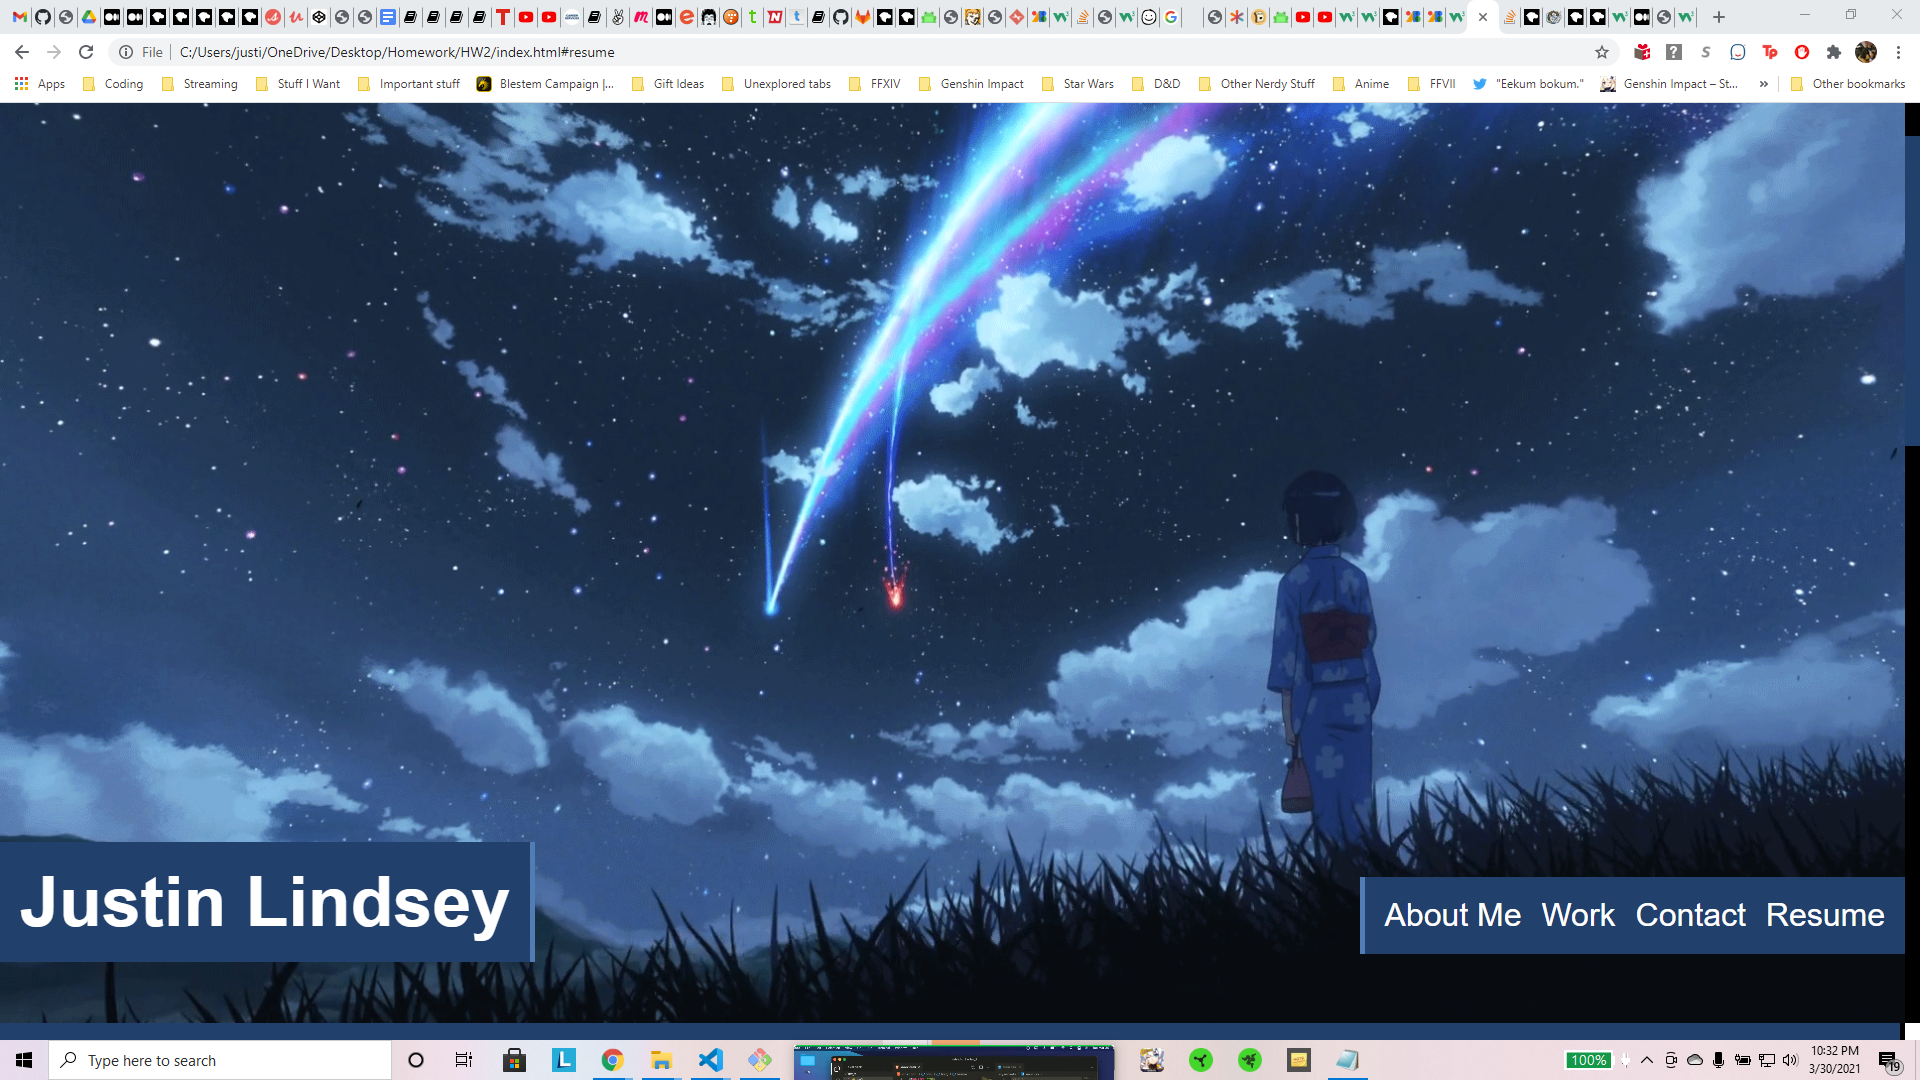 File C:/Users/justi/OneDrive/Desktop/Homework/HW2/index.html#resume
Apps Coding Streaming Stuff I Want Important stuff Blestem Campaign |... Gift Ideas Unexplored tabs FFXIV Genshin Impact Star Wars D&D Other Nerdy Stuff Anime FFVII "Eekum bokum." Genshin Impact – St... » Other bookmarks
Justin Lindsey
About Me Work Contact Resume
Type here to search
100%
10:32 PM
3/30/2021
19